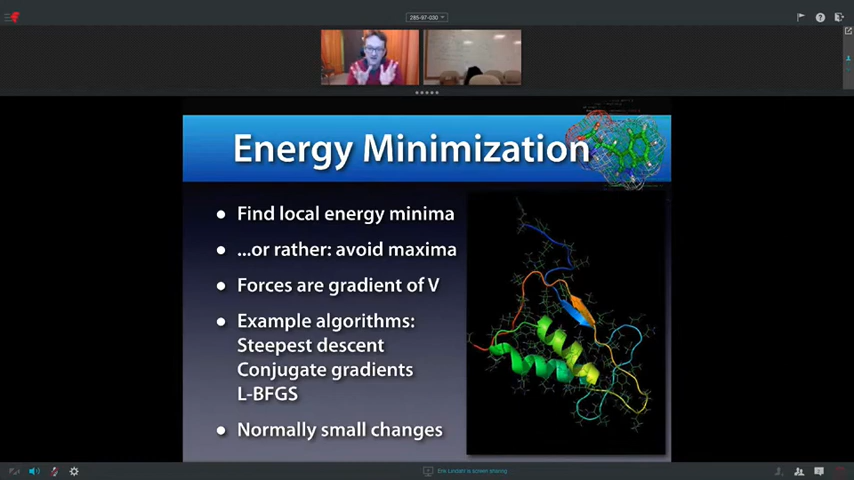 285-97-030
Energy Minimization
● Find local energy minima
● ...or rather: avoid maxima
● Forces are gradient of V
● Example algorithms:
Steepest descent
Conjugate gradients
L-BFGS
● Normally small changes
Erik Lindahl is screen sharing